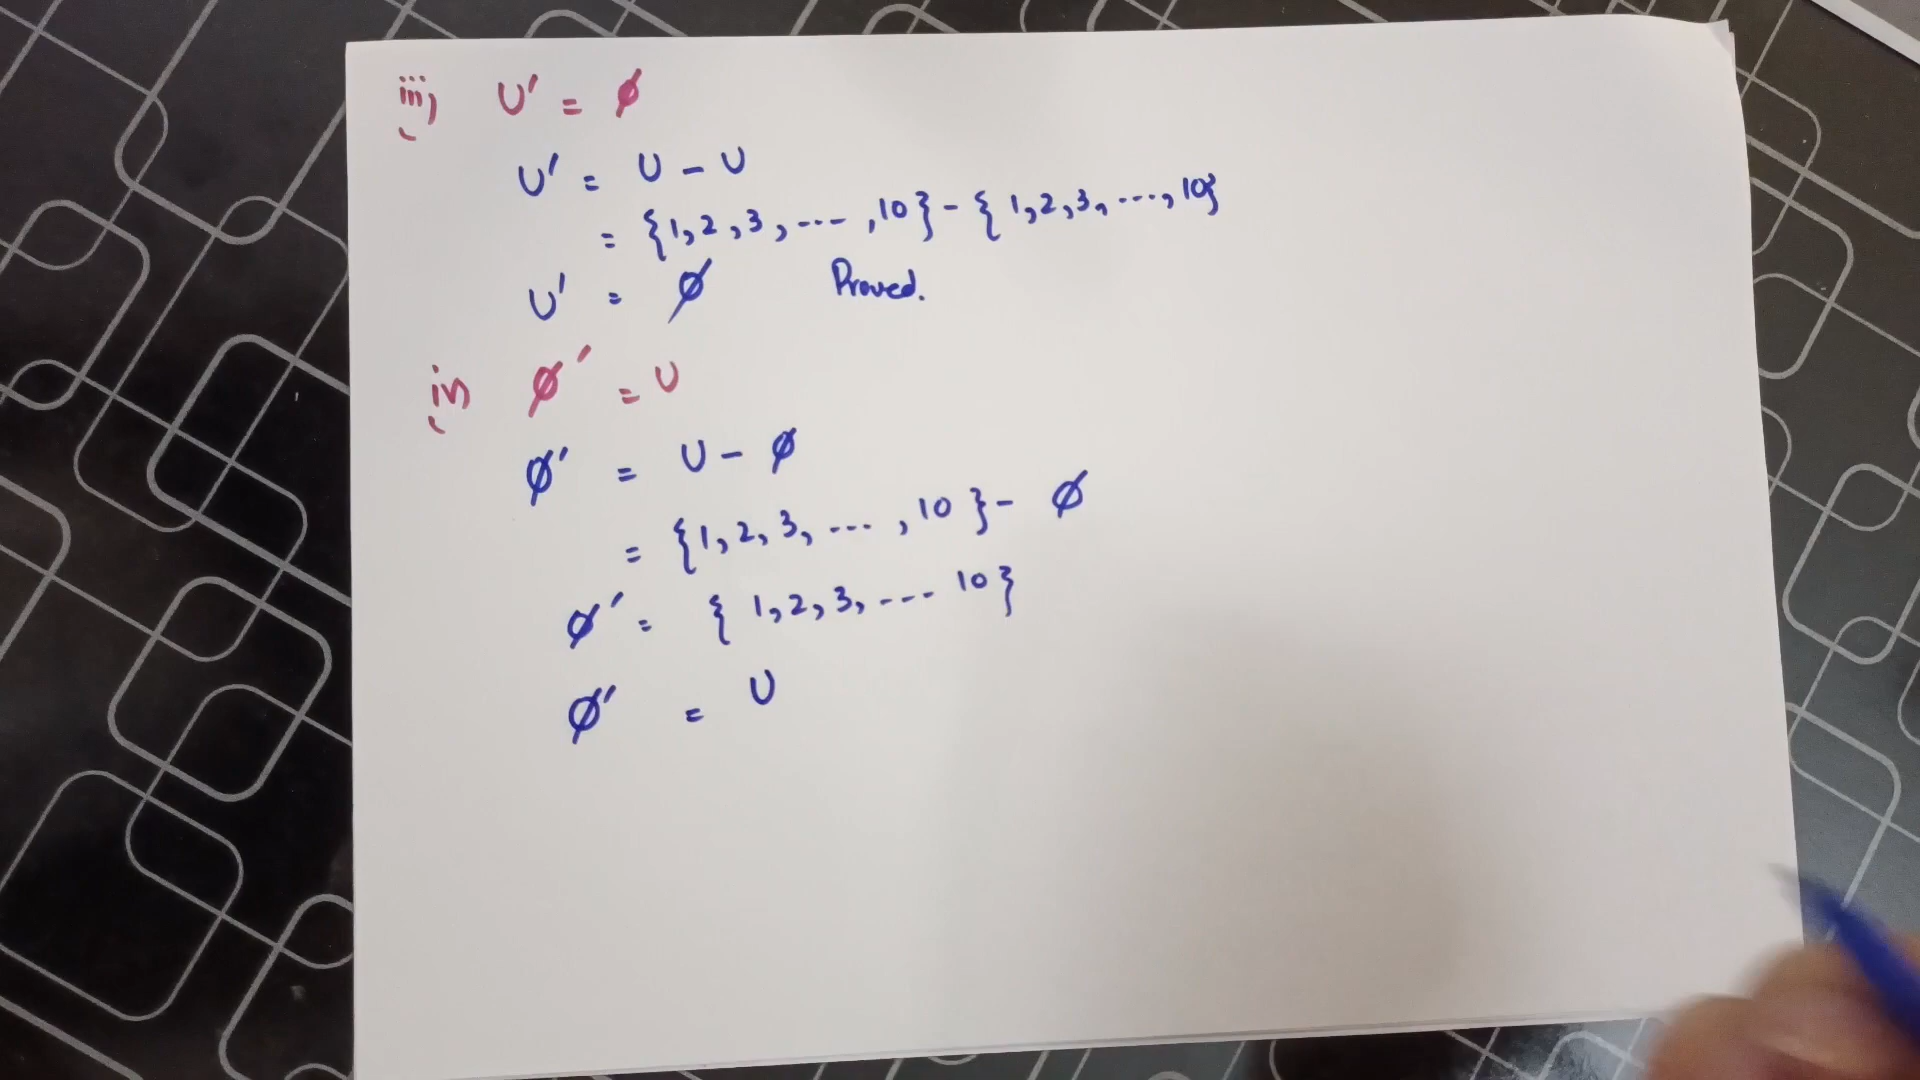 iii) U' = ϕ
U' = U - U
= {1,2,3, --- ,10} - { 1,2,3, ---, 10}
U' = ϕ Proved.
iv) ϕ' = U
ϕ' = U - ϕ
= {1,2,3, --- ,10 } - ϕ
ϕ' = { 1,2,3, --- 10}
ϕ' = U